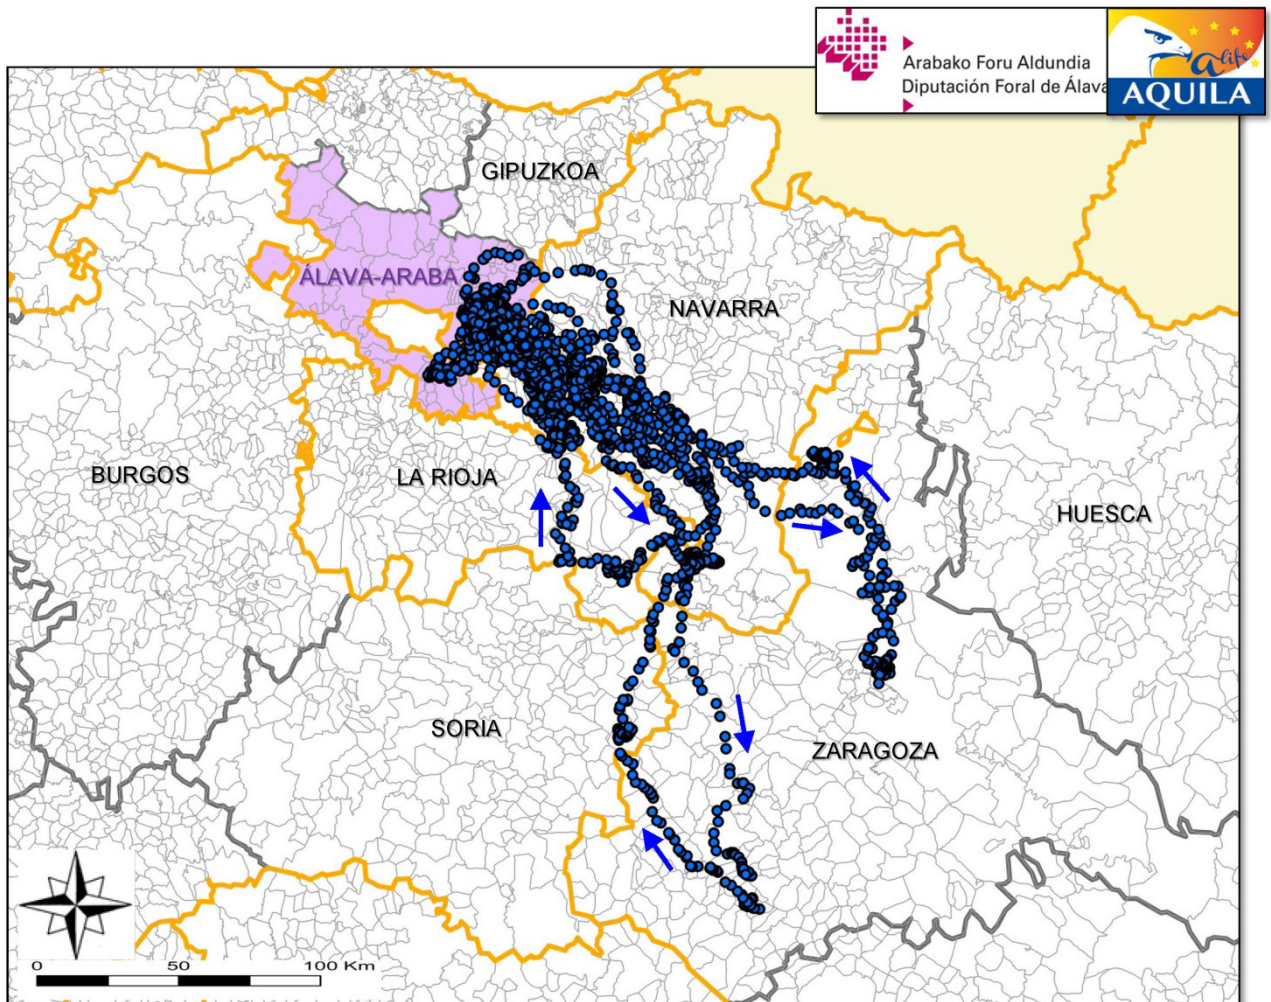 Arabako Foru Aldundia
Diputación Foral de Álava
a life
AQUILA
GIPUZKOA
ÁLAVA-ARABA
NAVARRA
BURGOS
LA RIOJA
HUESCA
SORIA
ZARAGOZA
0 50 100 Km